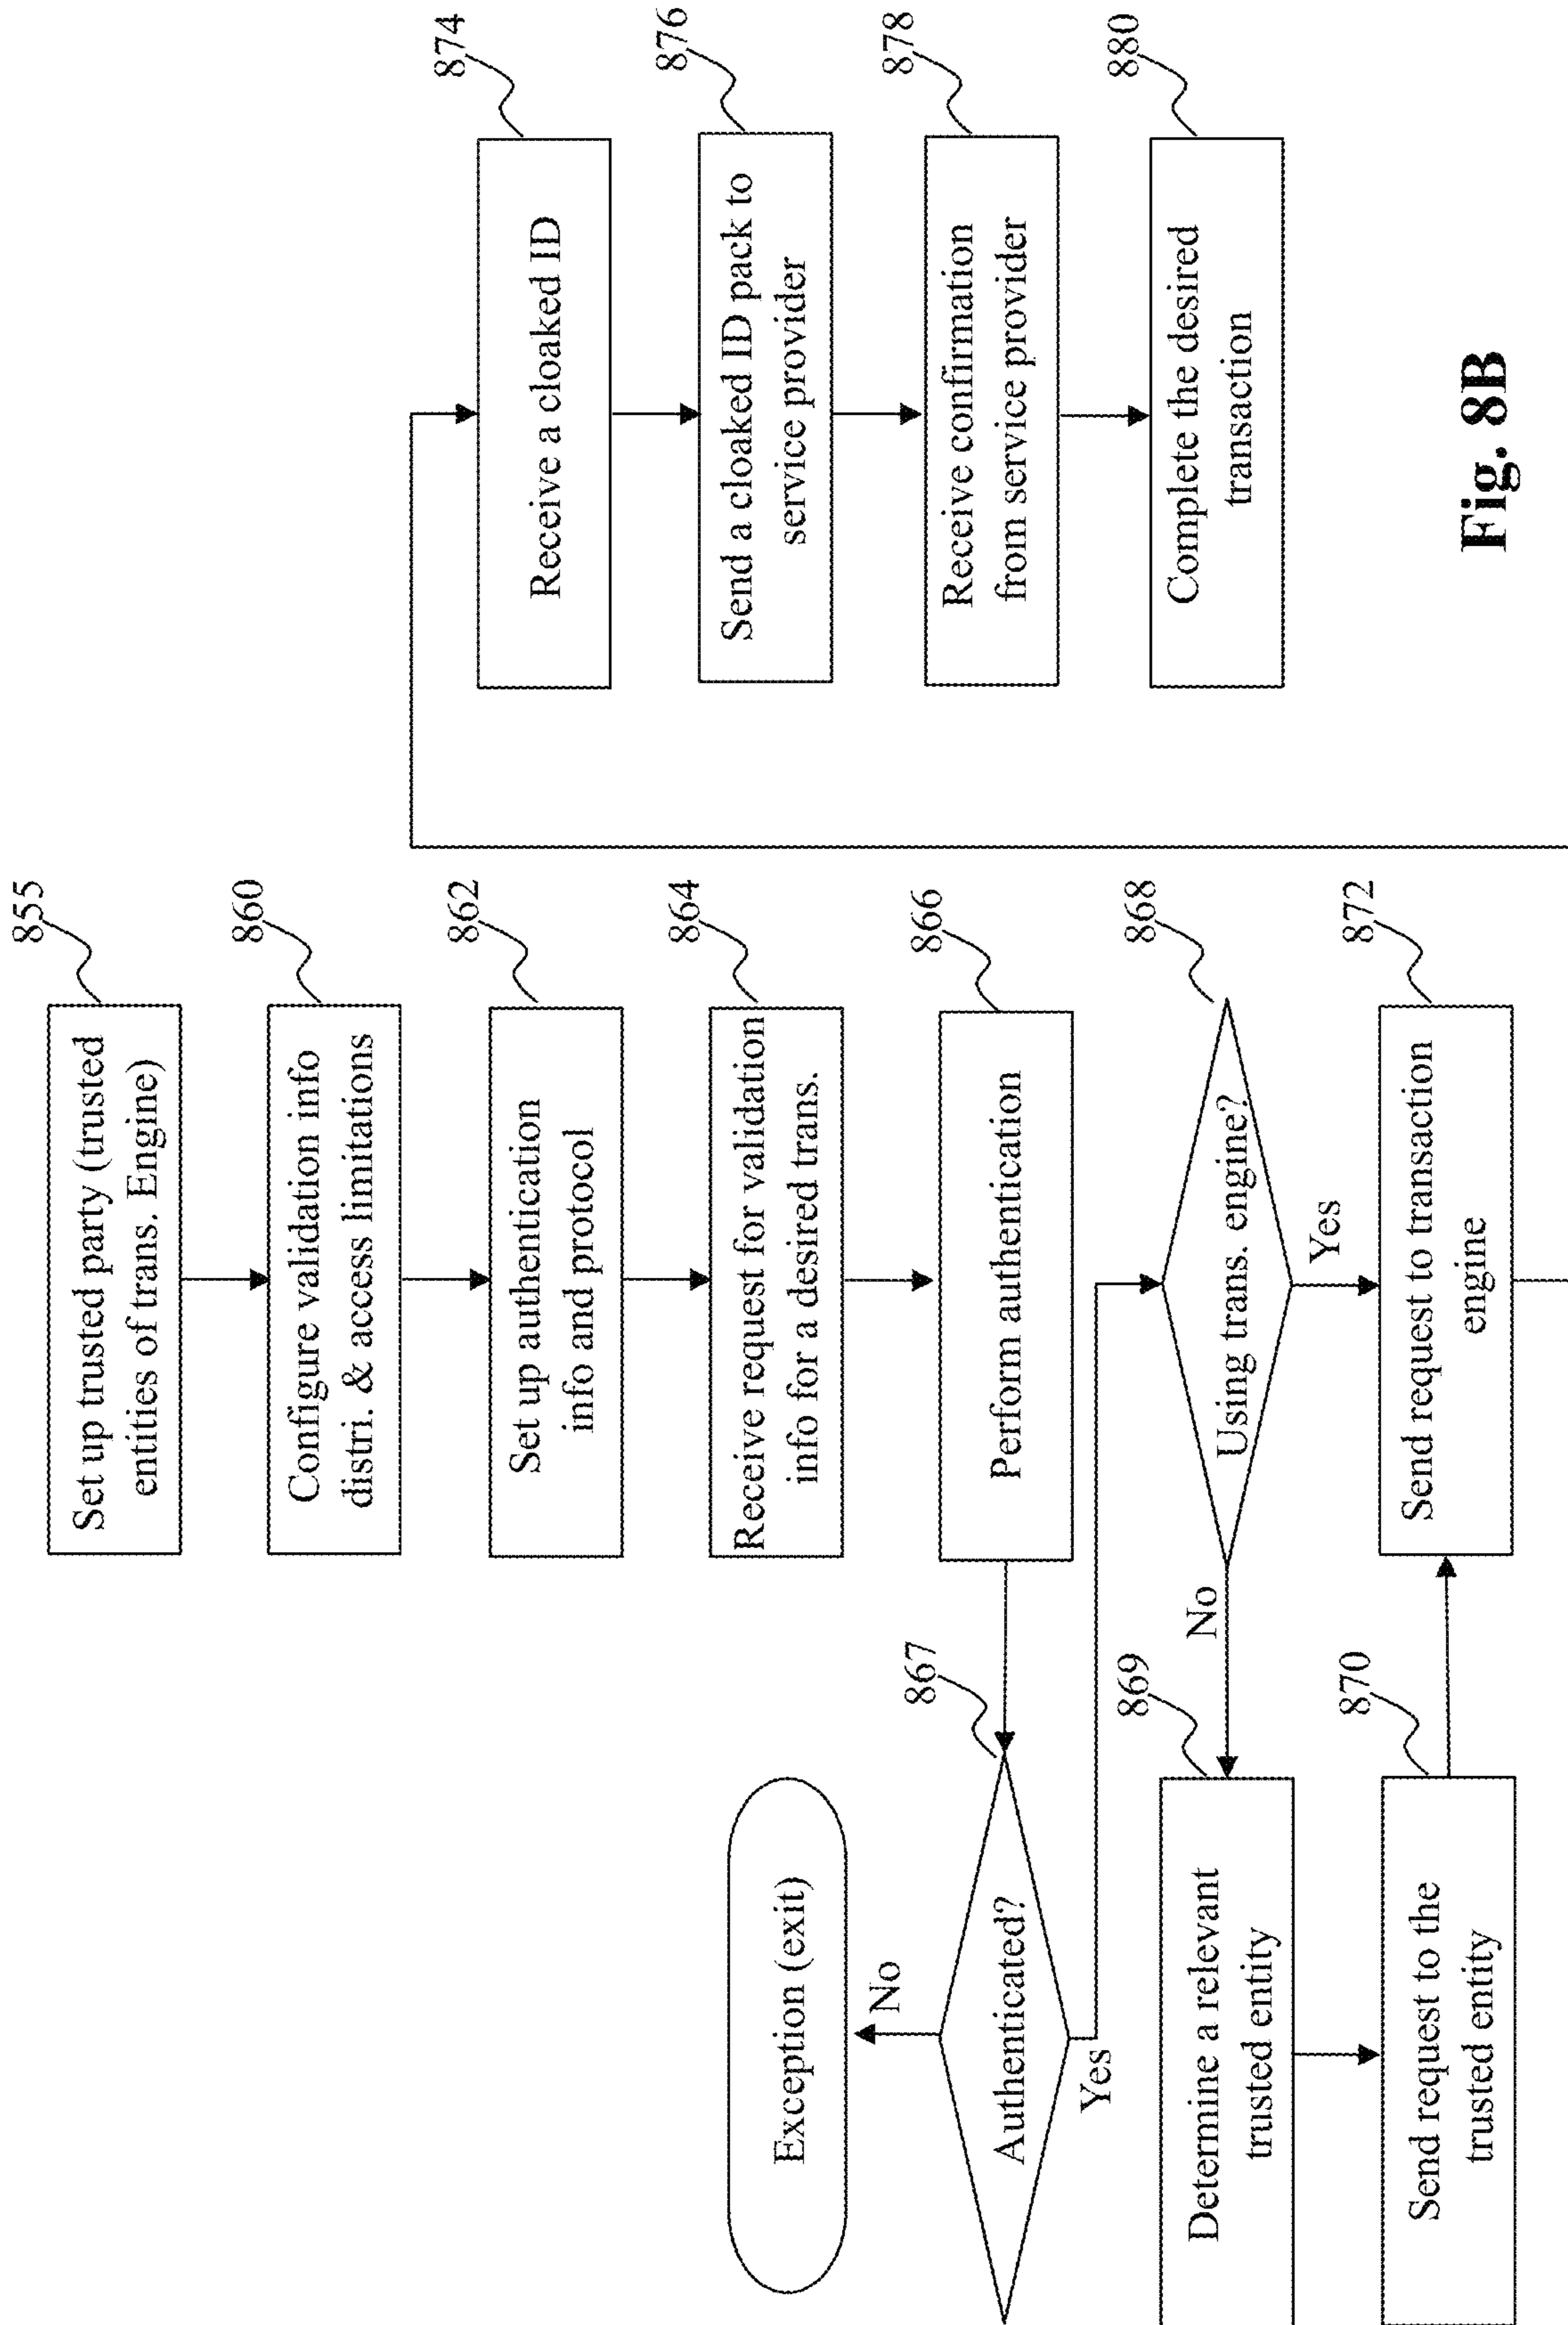 855
Set up trusted party (trusted
entities of trans. Engine)
860
Configure validation info
distri. & access limitations
862
Set up authentication
info and protocol
864
Receive request for validation
info for a desired trans.
866
Perform authentication
867
Authenticated?
No
Exception (exit)
Yes
868
Using trans. engine?
No
Yes
869
Determine a relevant
trusted entity
870
Send request to the
trusted entity
872
Send request to transaction
engine
874
Receive a cloaked ID
876
Send a cloaked ID pack to
service provider
878
Receive confirmation
from service provider
880
Complete the desired
transaction
Fig. 8B